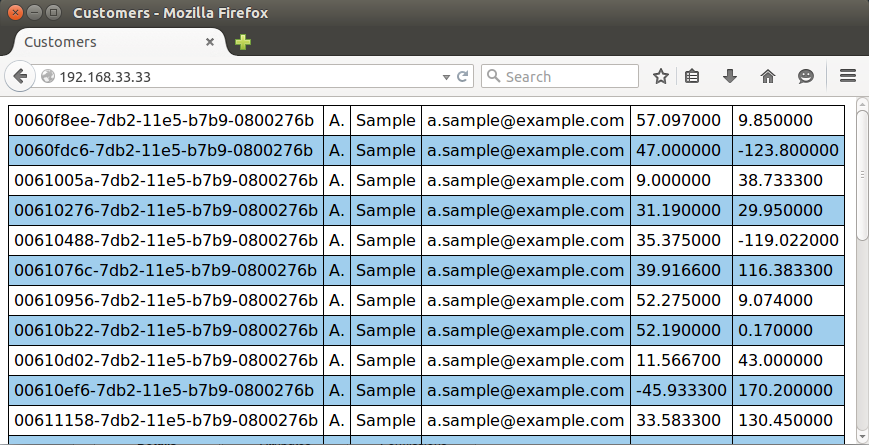 Customers - Mozilla Firefox
Customers
192.168.33.33 Search
0060f8ee-7db2-11e5-b7b9-0800276b A. Sample a.sample@example.com 57.097000 9.850000
0060fdc6-7db2-11e5-b7b9-0800276b A. Sample a.sample@example.com 47.000000 -123.800000
0061005a-7db2-11e5-b7b9-0800276b A. Sample a.sample@example.com 9.000000 38.733300
00610276-7db2-11e5-b7b9-0800276b A. Sample a.sample@example.com 31.190000 29.950000
00610488-7db2-11e5-b7b9-0800276b A. Sample a.sample@example.com 35.375000 -119.022000
0061076c-7db2-11e5-b7b9-0800276b A. Sample a.sample@example.com 39.916600 116.383300
00610956-7db2-11e5-b7b9-0800276b A. Sample a.sample@example.com 52.275000 9.074000
00610b22-7db2-11e5-b7b9-0800276b A. Sample a.sample@example.com 52.190000 0.170000
00610d02-7db2-11e5-b7b9-0800276b A. Sample a.sample@example.com 11.566700 43.000000
00610ef6-7db2-11e5-b7b9-0800276b A. Sample a.sample@example.com -45.933300 170.200000
00611158-7db2-11e5-b7b9-0800276b A. Sample a.sample@example.com 33.583300 130.450000